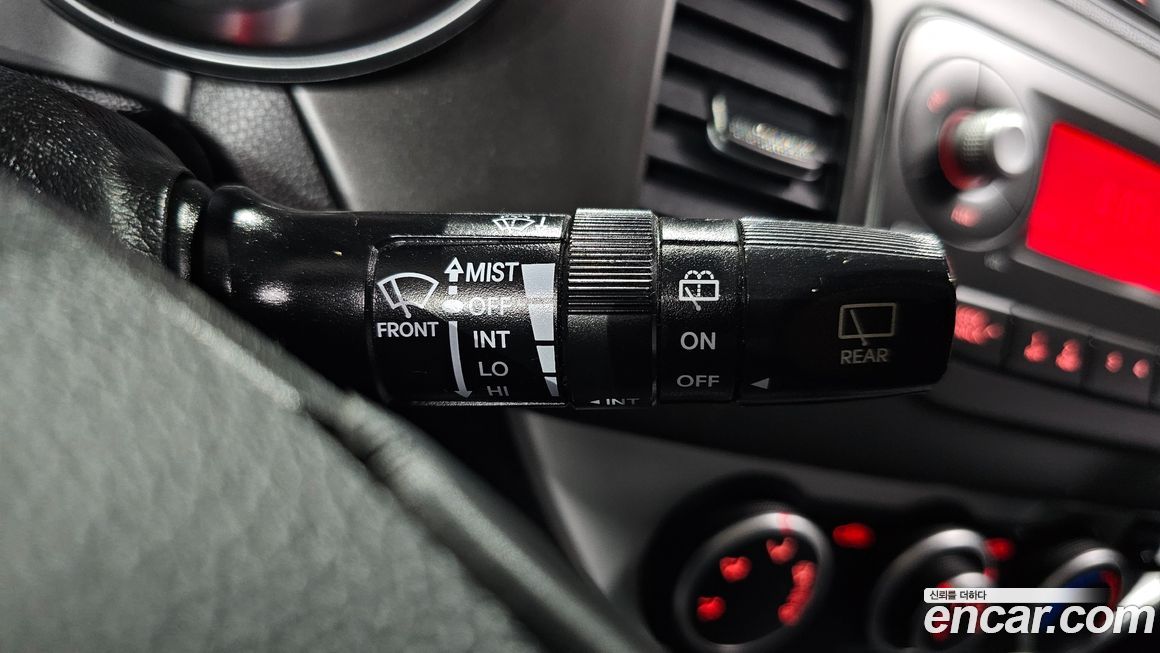 MIST
OFF
FRONT
INT
LO
HI
INT
ON
OFF
REAR
신뢰를 더하다
encar.com